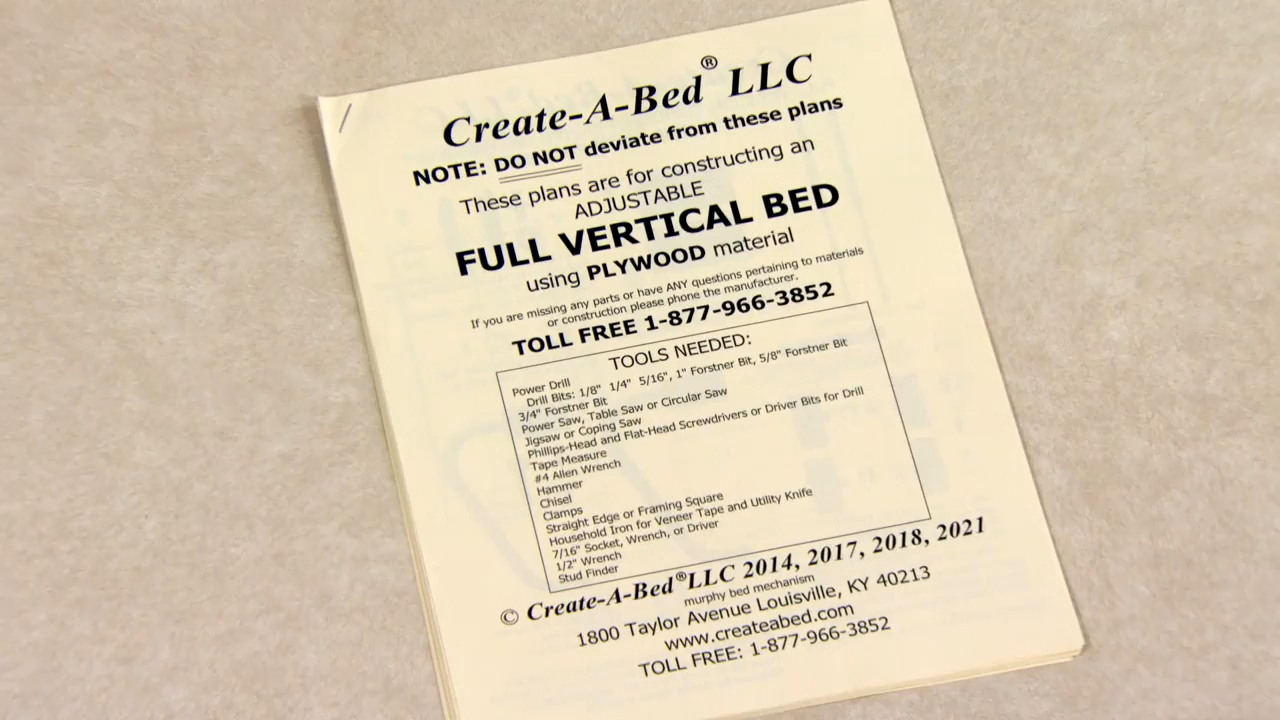 Create-A-Bed® LLC
NOTE: DO NOT deviate from these plans
These plans are for constructing an
ADJUSTABLE
FULL VERTICAL BED
using PLYWOOD material
If you are missing any parts or have ANY questions pertaining to materials
or construction please phone the manufacturer.
TOLL FREE 1-877-966-3852
TOOLS NEEDED:
Power Drill
Drill Bits: 1/8" 1/4" 5/16", 1" Forstner Bit, 5/8" Forstner Bit
3/4" Forstner Bit
Power Saw, Table Saw or Circular Saw
Jigsaw or Coping Saw
Phillips-Head and Flat-Head Screwdrivers or Driver Bits for Drill
Tape Measure
#4 Allen Wrench
Hammer
Chisel
Clamps
Straight Edge or Framing Square
Household Iron for Veneer Tape and Utility Knife
7/16" Socket, Wrench, or Driver
1/2" Wrench
Stud Finder
© Create-A-Bed®LLC 2014, 2017, 2018, 2021
murphy bed mechanism
1800 Taylor Avenue Louisville, KY 40213
www.createabed.com
TOLL FREE: 1-877-966-3852